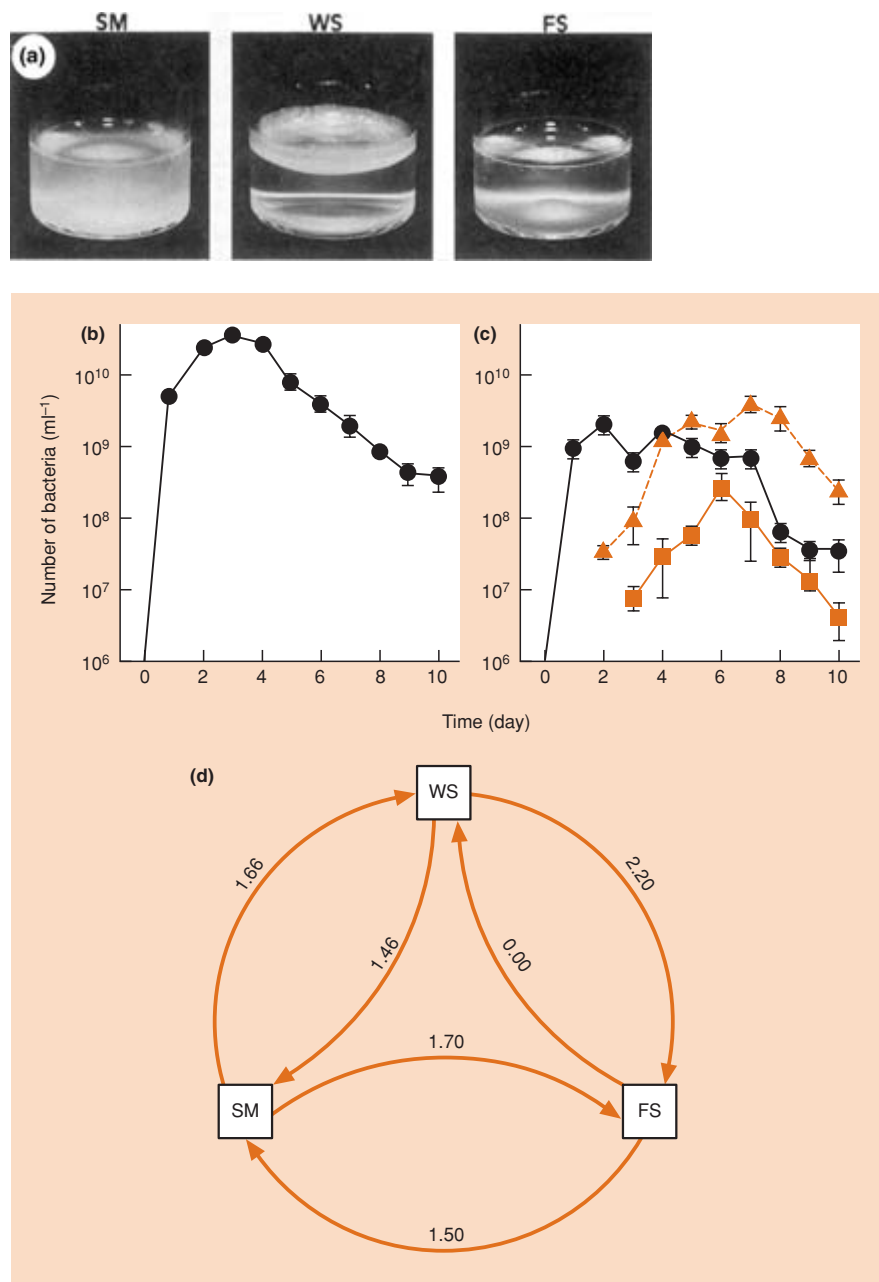 SM WS FS
(a)
(b) (c)
Number of bacteria (ml⁻¹)
10¹⁰
10⁹
10⁸
10⁷
10⁶
0 2 4 6 8 10
10¹⁰
10⁹
10⁸
10⁷
10⁶
0 2 4 6 8 10
Time (day)
(d)
WS
1.66
2.20
1.46
0.00
1.70
SM
FS
1.50